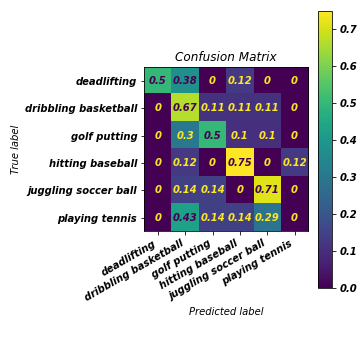 Confusion Matrix
True label
deadlifting 0.5 0.38 0 0.12 0 0
dribbling basketball 0 0.67 0.11 0.11 0.11 0
golf putting 0 0.3 0.5 0.1 0.1 0
hitting baseball 0 0.12 0 0.75 0 0.12
juggling soccer ball 0 0.14 0.14 0 0.71 0
playing tennis 0 0.43 0.14 0.14 0.29 0
deadlifting
dribbling basketball
golf putting
hitting baseball
juggling soccer ball
playing tennis
Predicted label
0.7
0.6
0.5
0.4
0.3
0.2
0.1
0.0